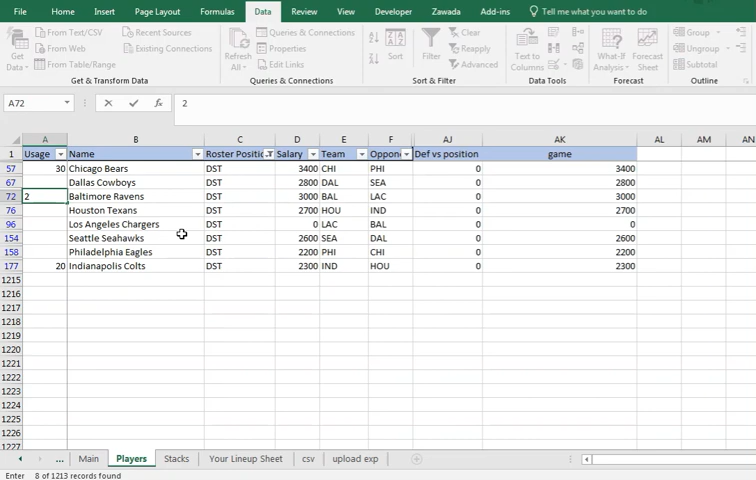 File Home Insert Page Layout Formulas Data Review View Developer Zawada Add-ins Tell me what you want to do
Get Data From Text/CSV From Web From Table/Range Recent Sources Existing Connections Refresh All Queries & Connections Properties Edit Links Sort Filter Clear Reapply Advanced Text to Columns What-If Analysis Forecast Sheet Group Ungroup Subtotal
Get & Transform Data Queries & Connections Sort & Filter Data Tools Forecast Outline
A72 fx 2
A B C D E F AJ AK AL AM AN
1 Usage Name Roster Positic Salary Team Oppone Def vs position game
57 30 Chicago Bears DST 3400 CHI PHI 0 3400
67 Dallas Cowboys DST 2800 DAL SEA 0 2800
72 2 Baltimore Ravens DST 3000 BAL LAC 0 3000
76 Houston Texans DST 2700 HOU IND 0 2700
96 Los Angeles Chargers DST 0 LAC BAL 0 0
154 Seattle Seahawks DST 2600 SEA DAL 0 2600
158 Philadelphia Eagles DST 2200 PHI CHI 0 2200
177 20 Indianapolis Colts DST 2300 IND HOU 0 2300
1215
1216
1217
1218
1219
1220
1221
1222
1223
1224
1225
1226
1227
... Main Players Stacks Your Lineup Sheet csv upload exp
Enter 8 of 1213 records found